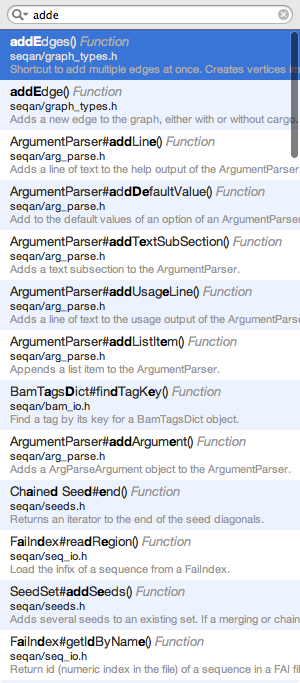 adde
addEdges() Function
seqan/graph_types.h
Shortcut to add multiple edges at once. Creates vertices im
addEdge() Function
seqan/graph_types.h
Adds a new edge to the graph, either with or without cargo.
ArgumentParser#addLine() Function
seqan/arg_parse.h
Adds a line of text to the help output of the ArgumentParser
ArgumentParser#addDefaultValue() Function
seqan/arg_parse.h
Add to the default values of an option of an ArgumentParser
ArgumentParser#addTextSubSection() Function
seqan/arg_parse.h
Adds a text subsection to the ArgumentParser.
ArgumentParser#addUsageLine() Function
seqan/arg_parse.h
Adds a line of text to the usage output of the ArgumentParse
ArgumentParser#addListItem() Function
seqan/arg_parse.h
Appends a list item to the ArgumentParser.
BamTagsDict#findTagKey() Function
seqan/bam_io.h
Find a tag by its key for a BamTagsDict object.
ArgumentParser#addArgument() Function
seqan/arg_parse.h
Adds a ArgParseArgument object to the ArgumentParser.
Chained Seed#end() Function
seqan/seeds.h
Returns an iterator to the end of the seed diagonals.
FaiIndex#readRegion() Function
seqan/seq_io.h
Load the infix of a sequence from a FaiIndex.
SeedSet#addSeeds() Function
seqan/seeds.h
Adds several seeds to an existing set. If a merging or chain
FaiIndex#getIdByName() Function
seqan/seq_io.h
Return id (numeric index in the file) of a sequence in a FAI f